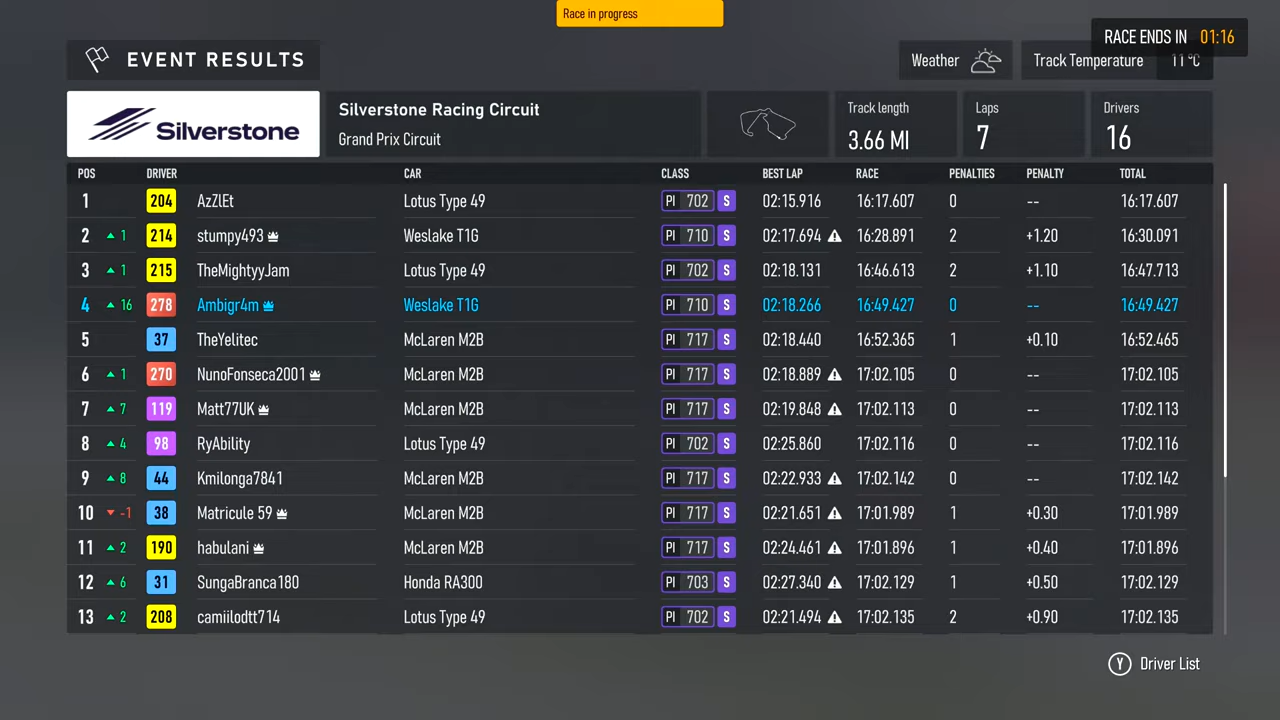 Race in progress
RACE ENDS IN 01:16
EVENT RESULTS
Weather
Track Temperature 11 °C
Silverstone
Silverstone Racing Circuit
Grand Prix Circuit
Track length
3.66 MI
Laps
7
Drivers
16
POS DRIVER CAR CLASS BEST LAP RACE PENALTIES PENALTY TOTAL
1 204 AzZlEt Lotus Type 49 PI 702 S 02:15.916 16:17.607 0 -- 16:17.607
2 1 214 stumpy493 Weslake T1G PI 710 S 02:17.694 16:28.891 2 +1.20 16:30.091
3 1 215 TheMightyyJam Lotus Type 49 PI 702 S 02:18.131 16:46.613 2 +1.10 16:47.713
4 16 278 Ambigr4m Weslake T1G PI 710 S 02:18.266 16:49.427 0 -- 16:49.427
5 37 TheYelitec McLaren M2B PI 717 S 02:18.440 16:52.365 1 +0.10 16:52.465
6 1 270 NunoFonseca2001 McLaren M2B PI 717 S 02:18.889 17:02.105 0 -- 17:02.105
7 7 119 Matt77UK McLaren M2B PI 717 S 02:19.848 17:02.113 0 -- 17:02.113
8 4 98 RyAbility Lotus Type 49 PI 702 S 02:25.860 17:02.116 0 -- 17:02.116
9 8 44 Kmilonga7841 McLaren M2B PI 717 S 02:22.933 17:02.142 0 -- 17:02.142
10 -1 38 Matricule 59 McLaren M2B PI 717 S 02:21.651 17:01.989 1 +0.30 17:01.989
11 2 190 habulani McLaren M2B PI 717 S 02:24.461 17:01.896 1 +0.40 17:01.896
12 6 31 SungaBranca180 Honda RA300 PI 703 S 02:27.340 17:02.129 1 +0.50 17:02.129
13 2 208 camiilodtt714 Lotus Type 49 PI 702 S 02:21.494 17:02.135 2 +0.90 17:02.135
Y Driver List